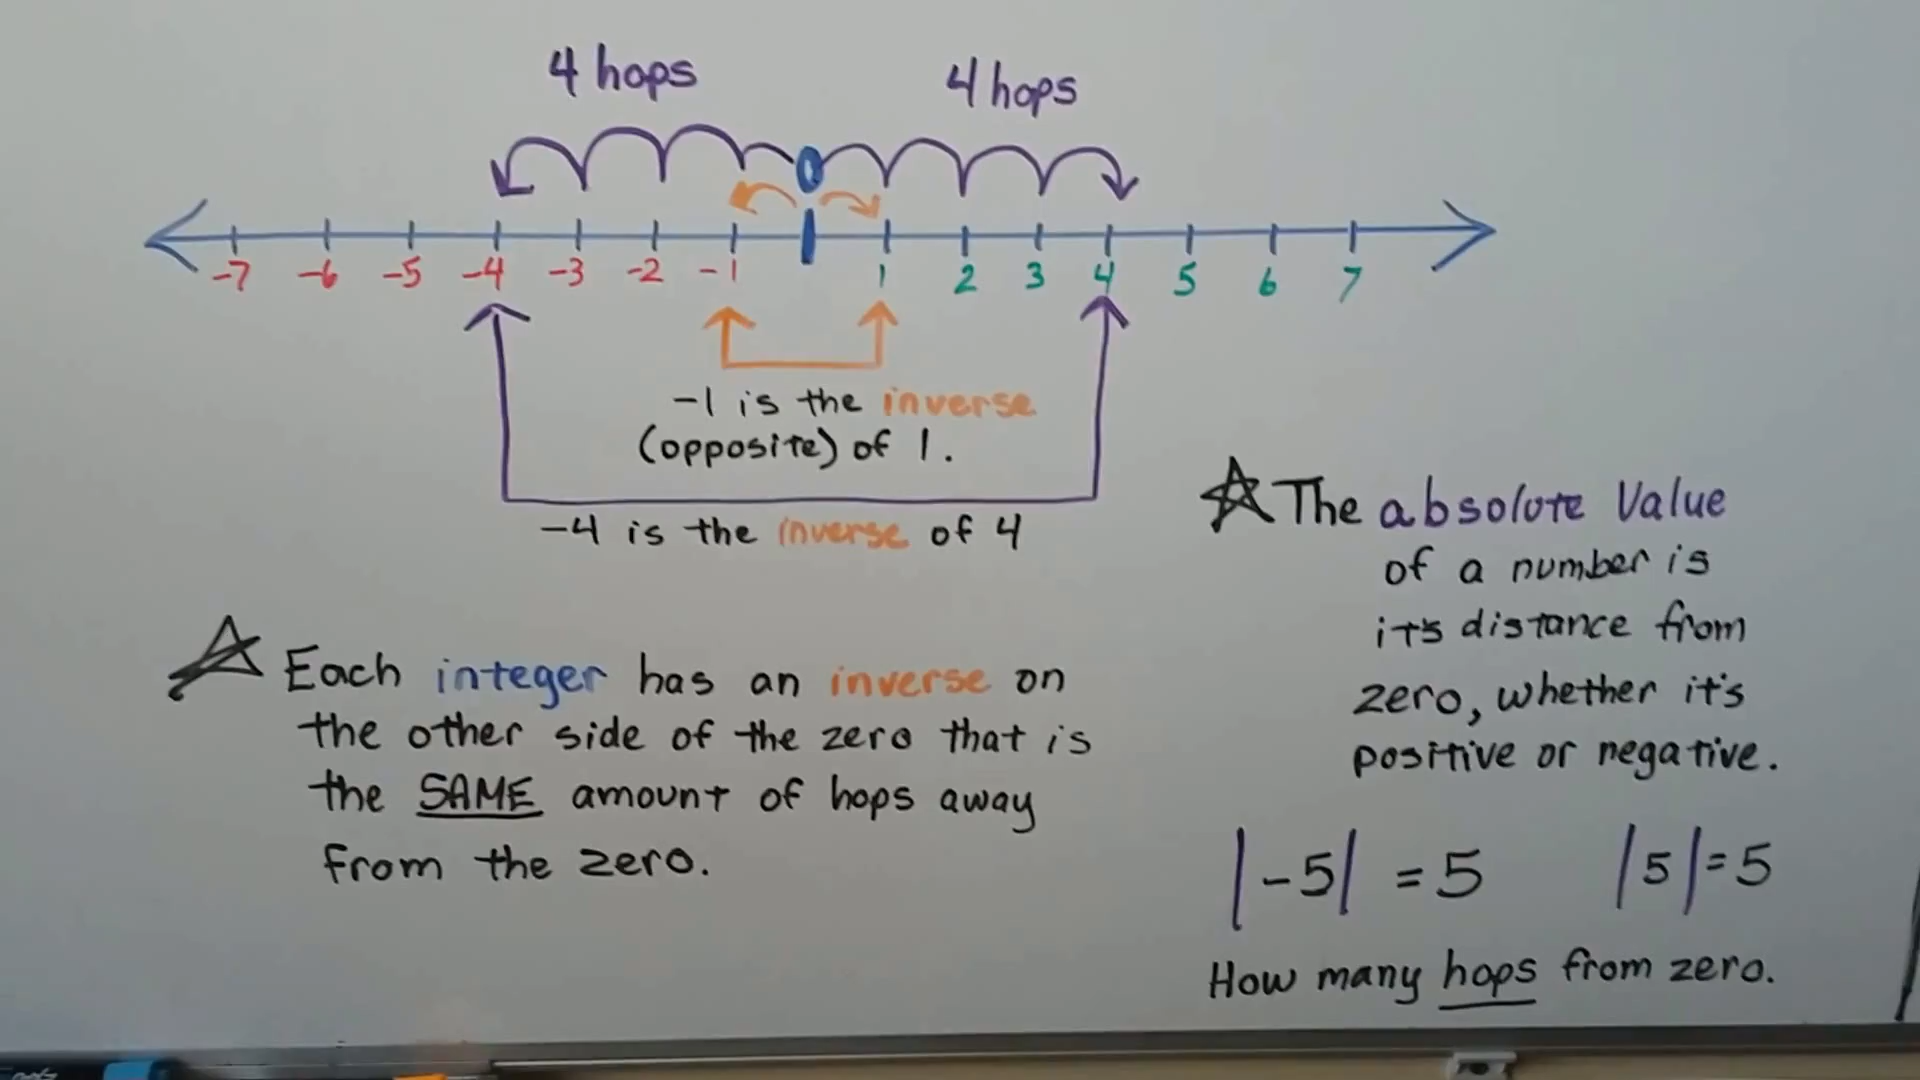 4 hops
4 hops
0
-7 -6 -5 -4 -3 -2 -1 1 2 3 4 5 6 7
-1 is the inverse
(opposite) of 1.
-4 is the inverse of 4
Each integer has an inverse on
the other side of the zero that is
the SAME amount of hops away
from the zero.
The absolute Value
of a number is
it's distance from
zero, whether it's
positive or negative.
|-5| = 5 |5|=5
How many hops from zero.